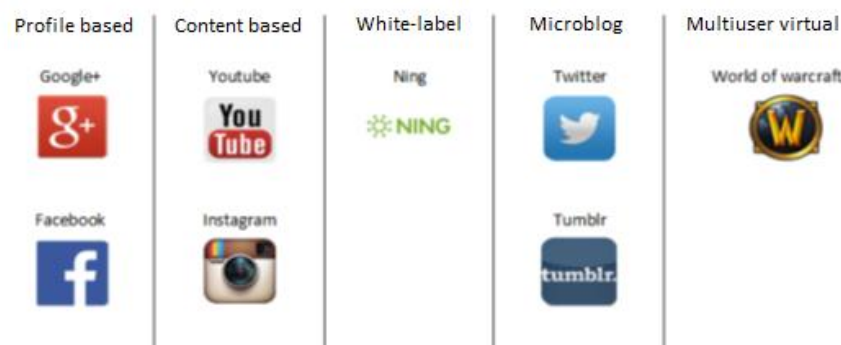 Profile based
Content based
White-label
Microblog
Multiuser virtual
Google+
Youtube
Ning
Twitter
World of warcraft
g+
You
Tube
NING
W
Facebook
Instagram
Tumblr
f
tumblr.